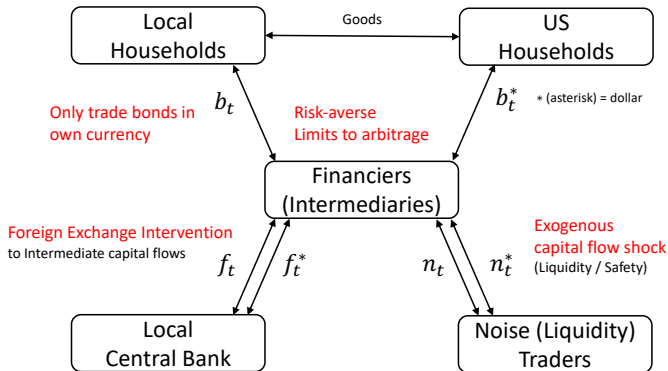 Local
Households
Goods
US
Households
Only trade bonds in
own currency
b_t
Risk-averse
Limits to arbitrage
b_t^*
* (asterisk) = dollar
Financiers
(Intermediaries)
Foreign Exchange Intervention
to Intermediate capital flows
f_t
f_t^*
n_t
n_t^*
Exogenous
capital flow shock
(Liquidity / Safety)
Local
Central Bank
Noise (Liquidity)
Traders